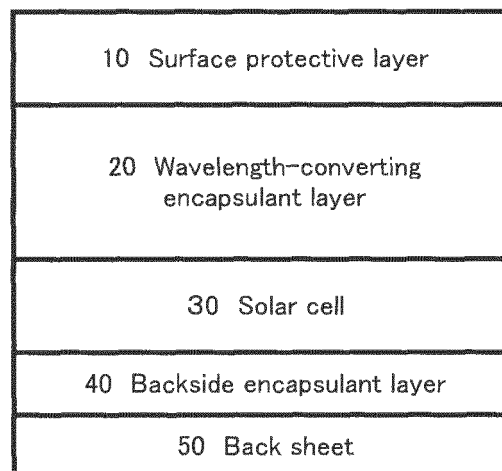 10 Surface protective layer
20 Wavelength-converting
encapsulant layer
30 Solar cell
40 Backside encapsulant layer
50 Back sheet